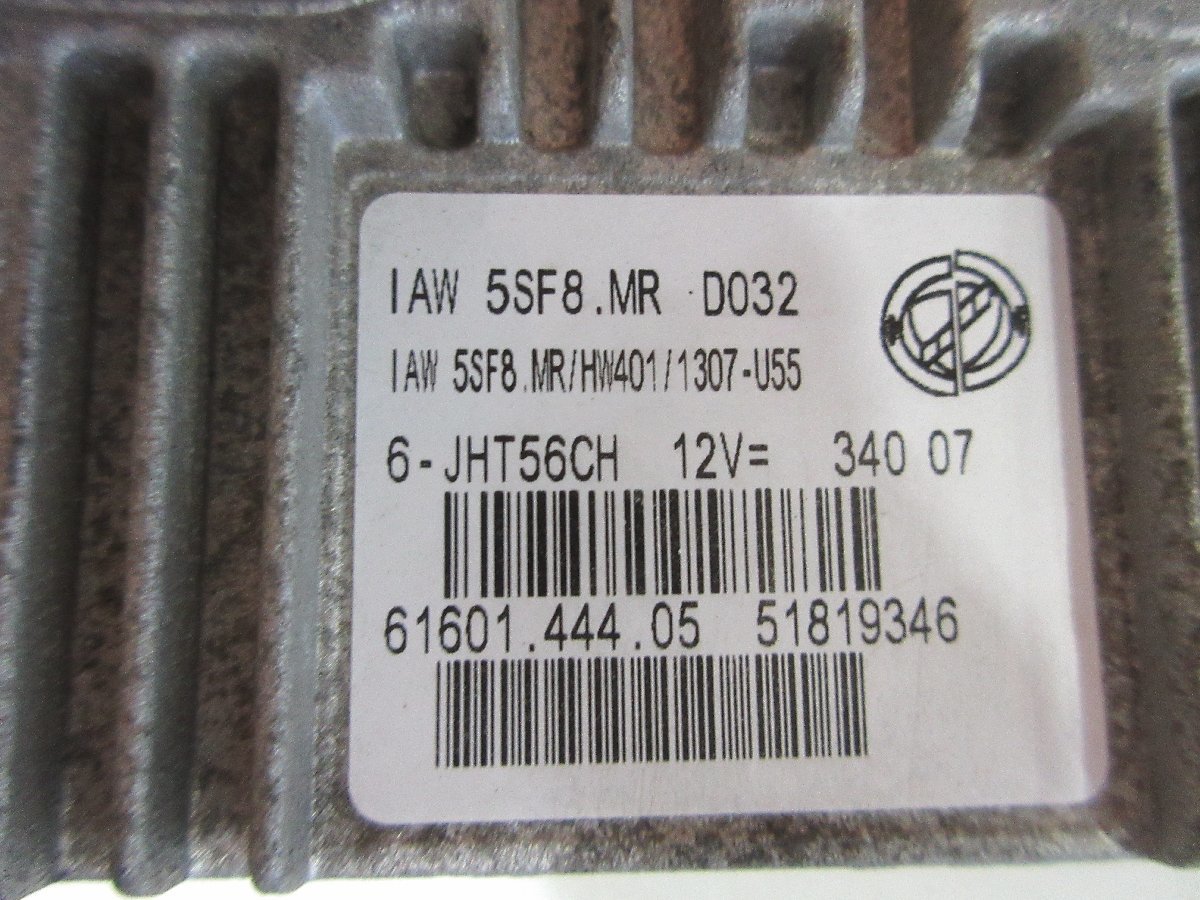 IAW 5SF8.MR D032
IAW 5SF8.MR/HW401/1307-U55
6-JHT56CH 12V= 340 07
61601.444.05 51819346